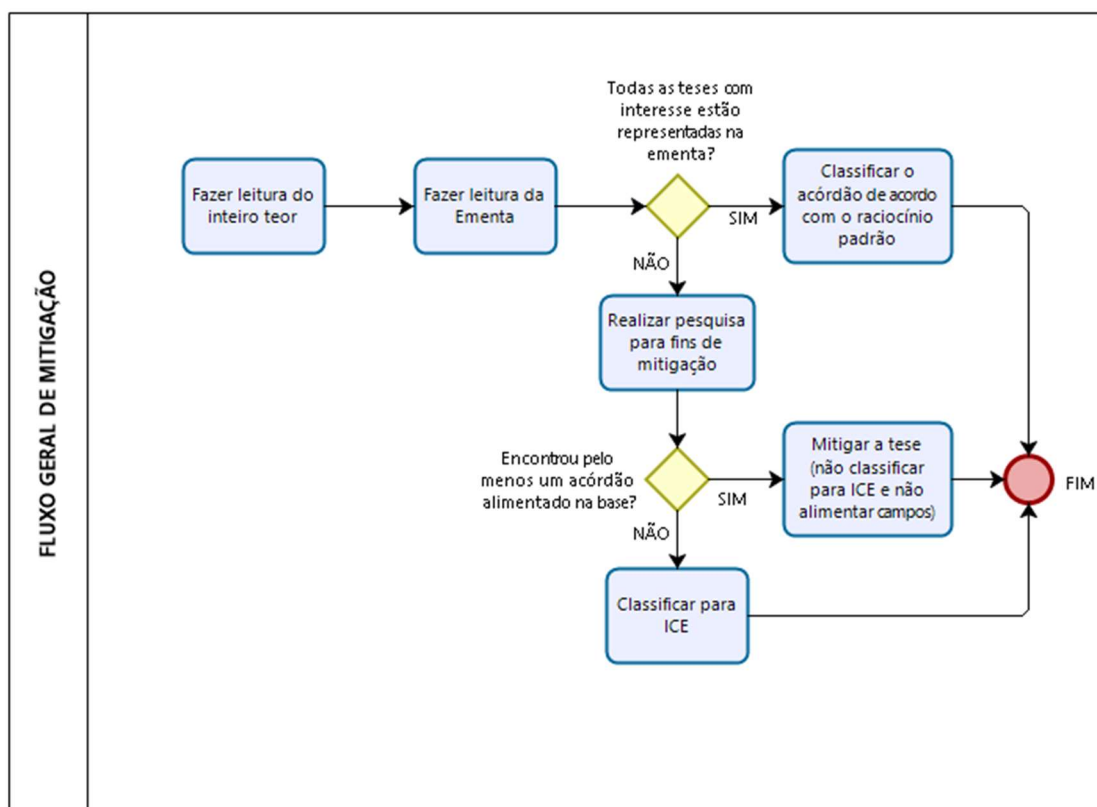 FLUXO GERAL DE MITIGAÇÃO
Fazer leitura do
inteiro teor
Fazer leitura da
Ementa
Todas as teses com
interesse estão
representadas na
ementa?
SIM
Classificar o
acórdão de acordo
com o raciocínio
padrão
NÃO
Realizar pesquisa
para fins de
mitigação
Encontrou pelo
menos um acórdão
alimentado na base?
SIM
Mitigar a tese
(não classificar
para ICE e não
alimentar campos)
FIM
NÃO
Classificar para
ICE